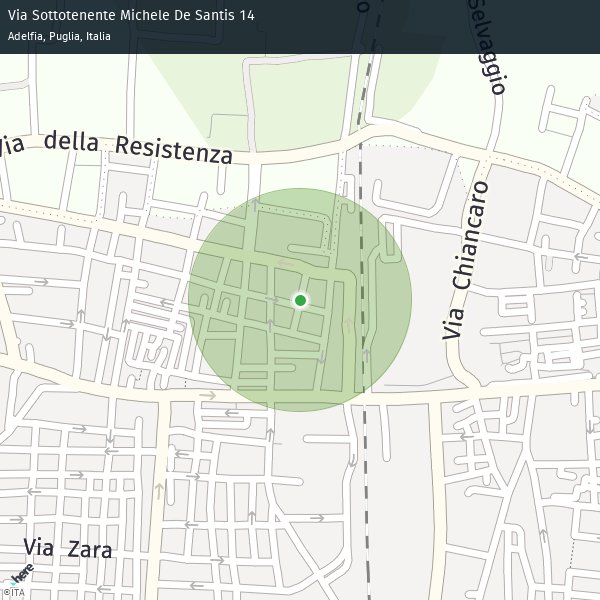 Via Sottotenente Michele De Santis 14
Adelfia, Puglia, Italia
o
Selvaggio
Via della Resistenza
Via Chiancaro
Via Zara
here
©ITA